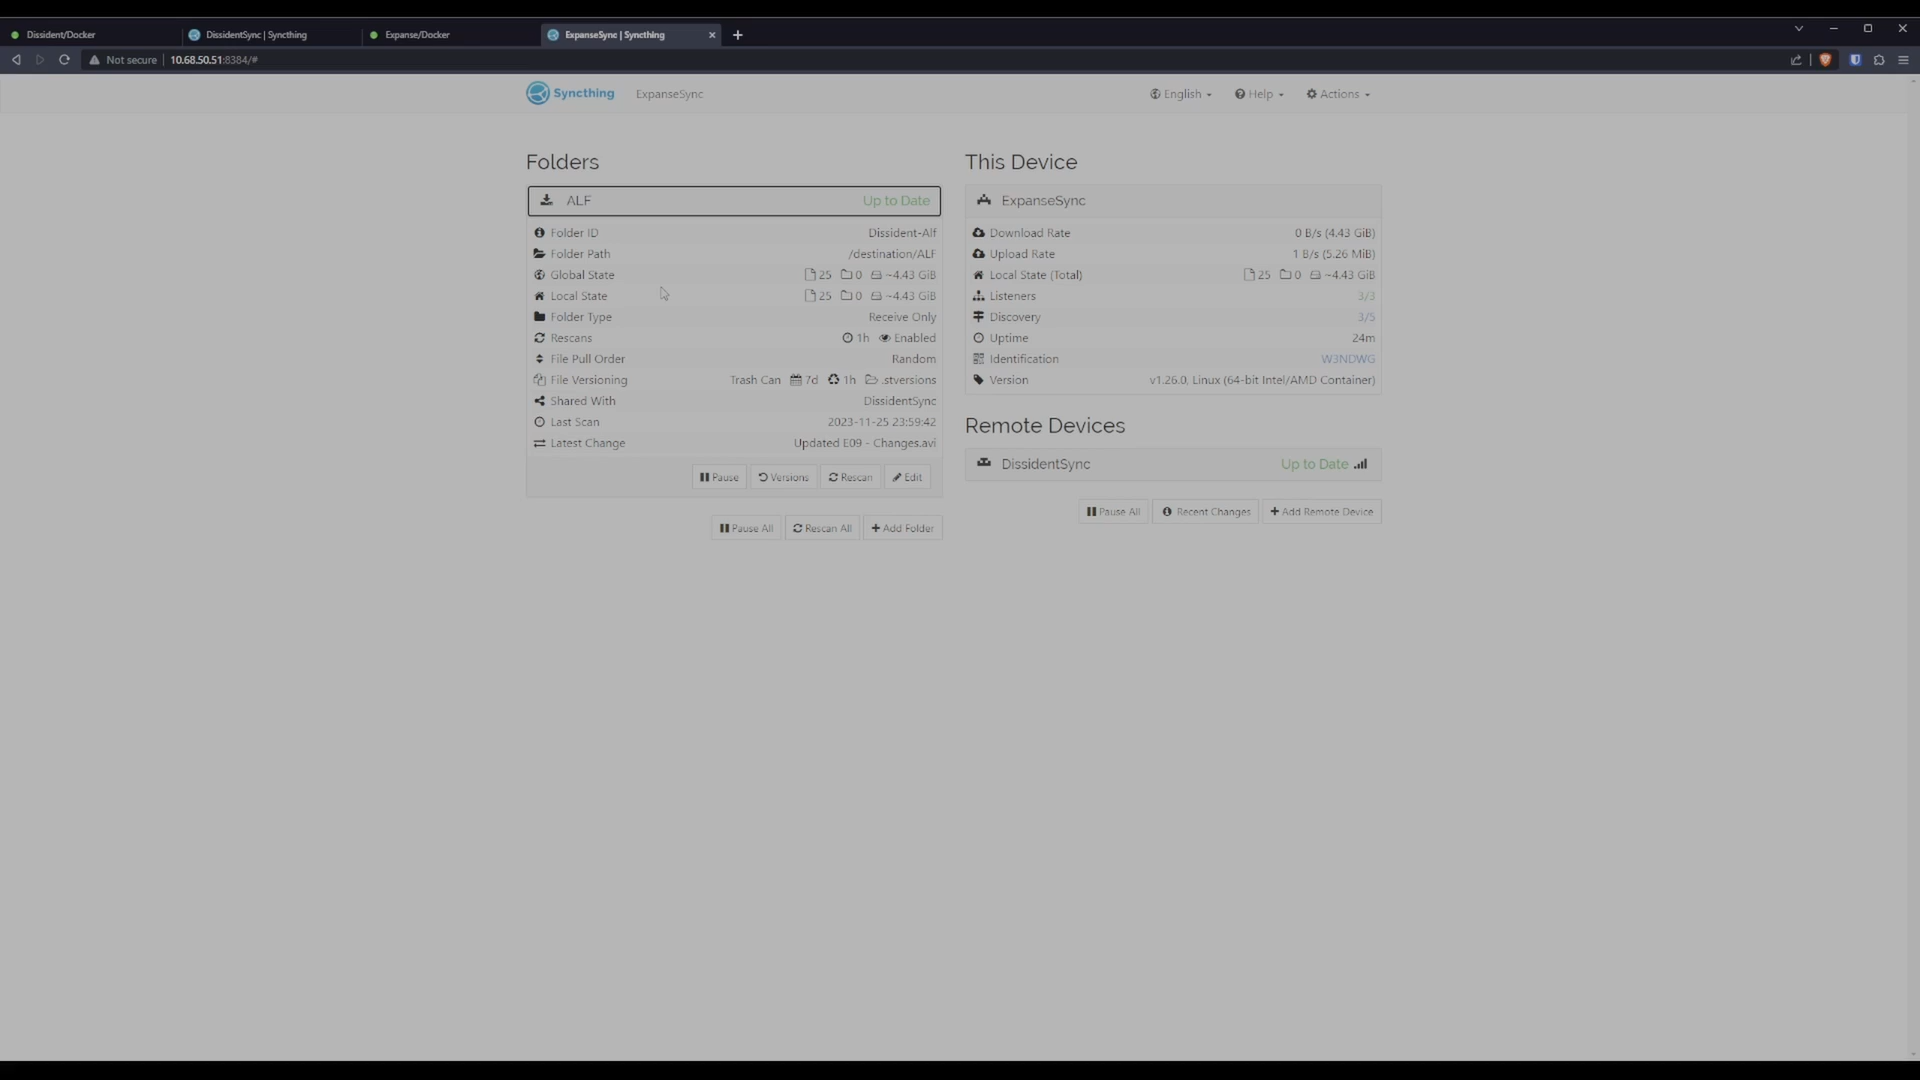 Dissident/Docker
DissidentSync | Syncthing
Expanse/Docker
ExpanseSync | Syncthing
Not secure
10.68.50.51:8384/#
Syncthing
ExpanseSync
English
Help
Actions
Folders
ALF
Up to Date
Folder ID
Dissident-Alf
Folder Path
/destination/ALF
Global State
25 0 ~4.43 GiB
Local State
25 0 ~4.43 GiB
Folder Type
Receive Only
Rescans
1h Enabled
File Pull Order
Random
File Versioning
Trash Can 7d 1h .stversions
Shared With
DissidentSync
Last Scan
2023-11-25 23:59:42
Latest Change
Updated E09 - Changes.avi
Pause
Versions
Rescan
Edit
Pause All
Rescan All
Add Folder
This Device
ExpanseSync
Download Rate
0 B/s (4.43 GiB)
Upload Rate
1 B/s (5.26 MiB)
Local State (Total)
25 0 ~4.43 GiB
Listeners
3/3
Discovery
3/5
Uptime
24m
Identification
W3NDWG
Version
v1.26.0, Linux (64-bit Intel/AMD Container)
Remote Devices
DissidentSync
Up to Date
Pause All
Recent Changes
Add Remote Device